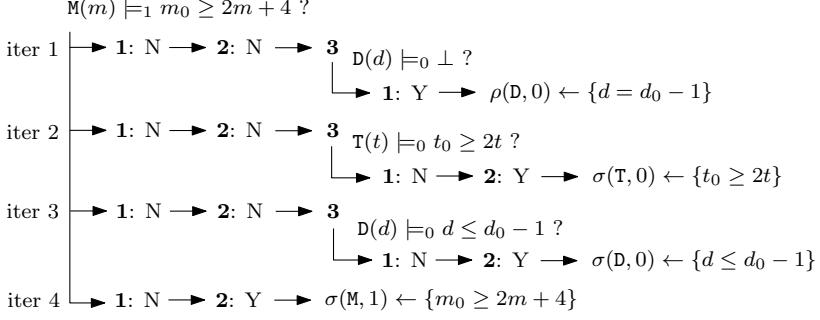 M(m) ⊨₁ m₀ ≥ 2m + 4 ?
iter 1 1: N 2: N 3
D(d) ⊨₀ ⊥ ?
1: Y ρ(D, 0) ← {d = d₀ − 1}
iter 2 1: N 2: N 3
T(t) ⊨₀ t₀ ≥ 2t ?
1: N 2: Y σ(T, 0) ← {t₀ ≥ 2t}
iter 3 1: N 2: N 3
D(d) ⊨₀ d ≤ d₀ − 1 ?
1: N 2: Y σ(D, 0) ← {d ≤ d₀ − 1}
iter 4 1: N 2: Y σ(M, 1) ← {m₀ ≥ 2m + 4}